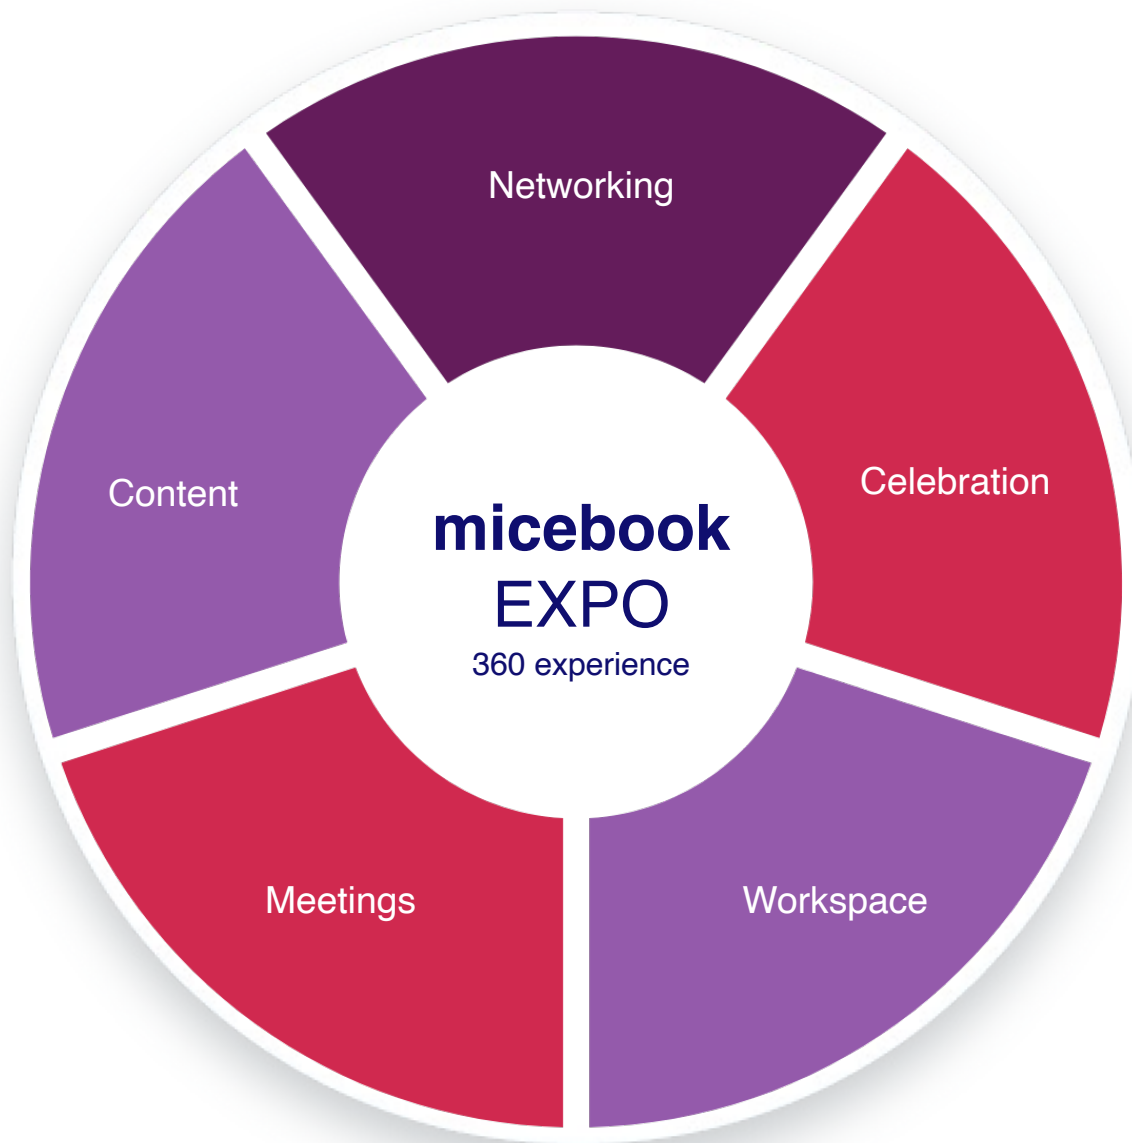 Networking
Celebration
Content
micebook
EXPO
360 experience
Meetings
Workspace